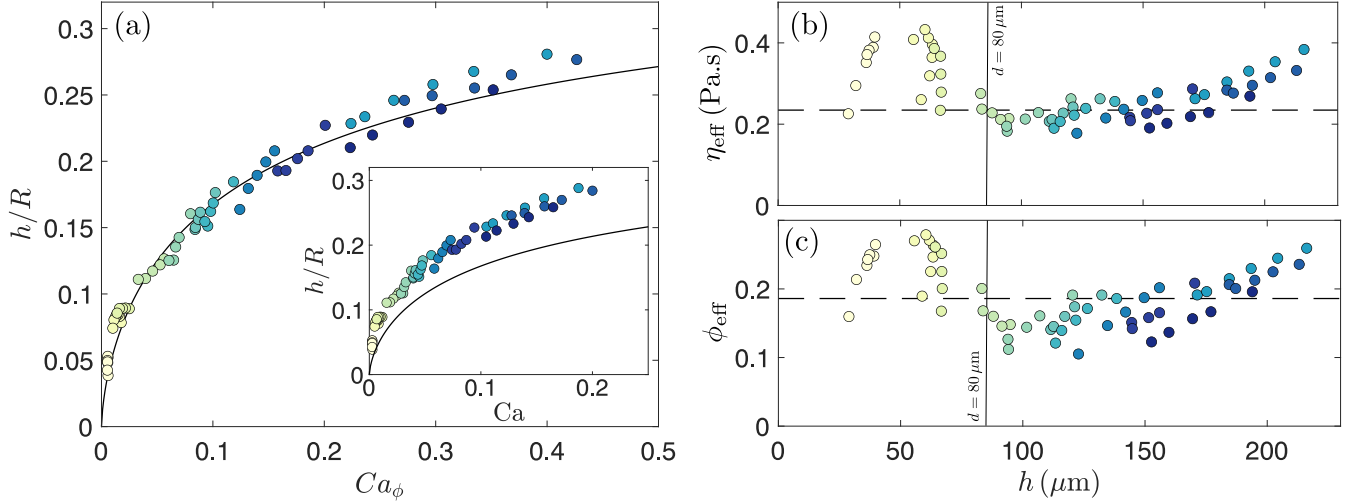 (a)
0.3
0.25
0.2
0.15
0.1
0.05
0
h/R
0 0.1 0.2 0.3 0.4 0.5
Ca_ϕ
0.3
0.2
0.1
0
h/R
0 0.1 0.2
Ca
(b)
0.4
0.2
0
η_eff (Pa.s)
d = 80 μm
(c)
0.2
0.1
0
ϕ_eff
d = 80 μm
0 50 100 150 200
h (μm)